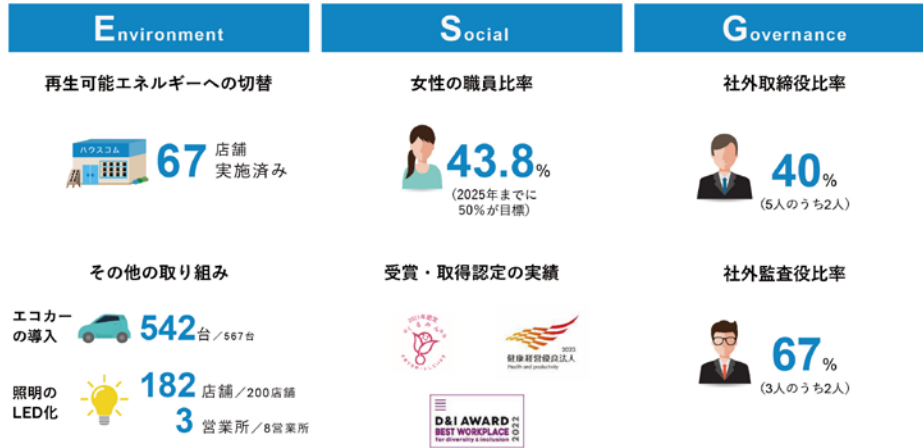 Environment
再生可能エネルギーへの切替
ハウスコム
67 店舗
実施済み
その他の取り組み
エコカー
の導入
542台/567台
照明の
LED化
182 店舗/200店舗
3 営業所/8営業所
Social
女性の職員比率
43.8%
(2025年までに
50%が目標)
受賞・取得認定の実績
2023
健康経営優良法人
Health and productivity
D&I AWARD
BEST WORKPLACE
for diversity & inclusion
2022
Governance
社外取締役比率
40%
(5人のうち2人)
社外監査役比率
67%
(3人のうち2人)